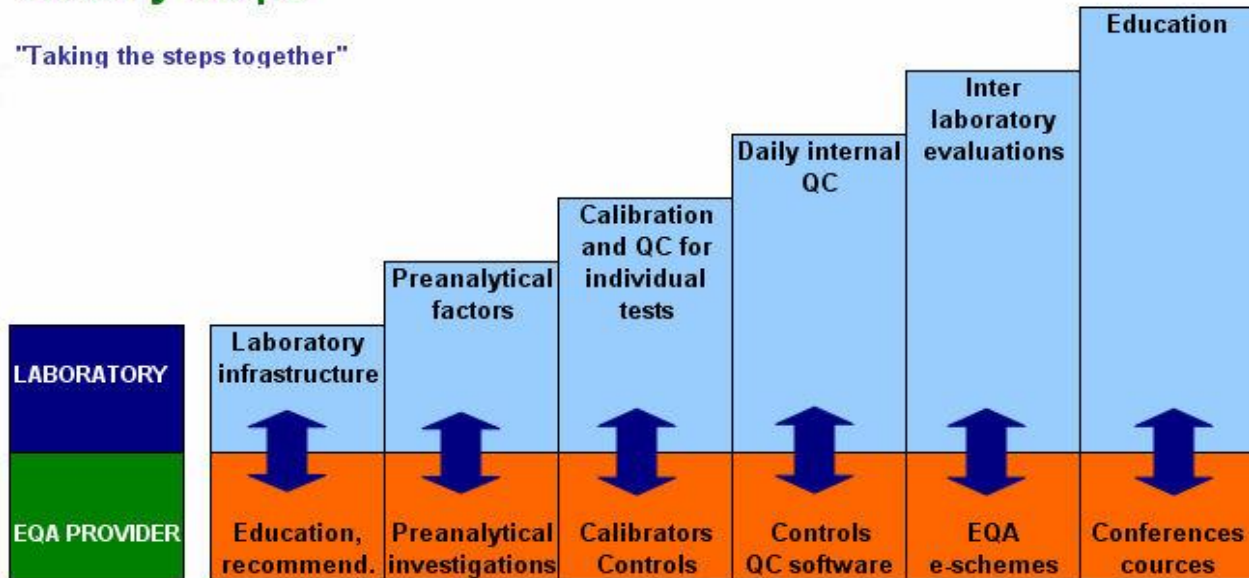 "Taking the steps together"
Education
Inter
laboratory
evaluations
Daily internal
QC
Calibration
and QC for
individual
tests
Preanalytical
factors
Laboratory
infrastructure
LABORATORY
EQA PROVIDER
Education,
recommend.
Preanalytical
investigations
Calibrators
Controls
Controls
QC software
EQA
e-schemes
Conferences
cources